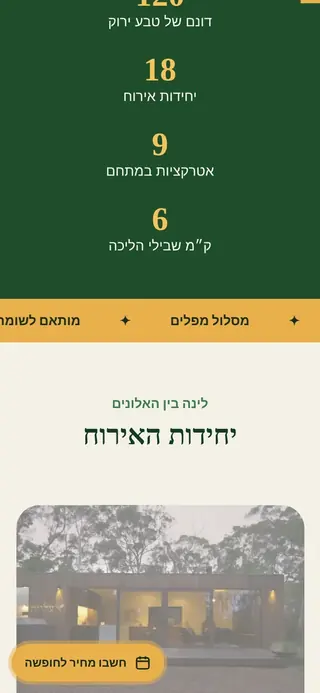 120
דונם של טבע ירוק
18
יחידות אירוח
9
אטרקציות במתחם
6
ק״מ שבילי הליכה
✦ מסלול מפלים ✦ מותאם לשומר
לינה בין האלונים
יחידות האירוח
חשבו מחיר לחופשה